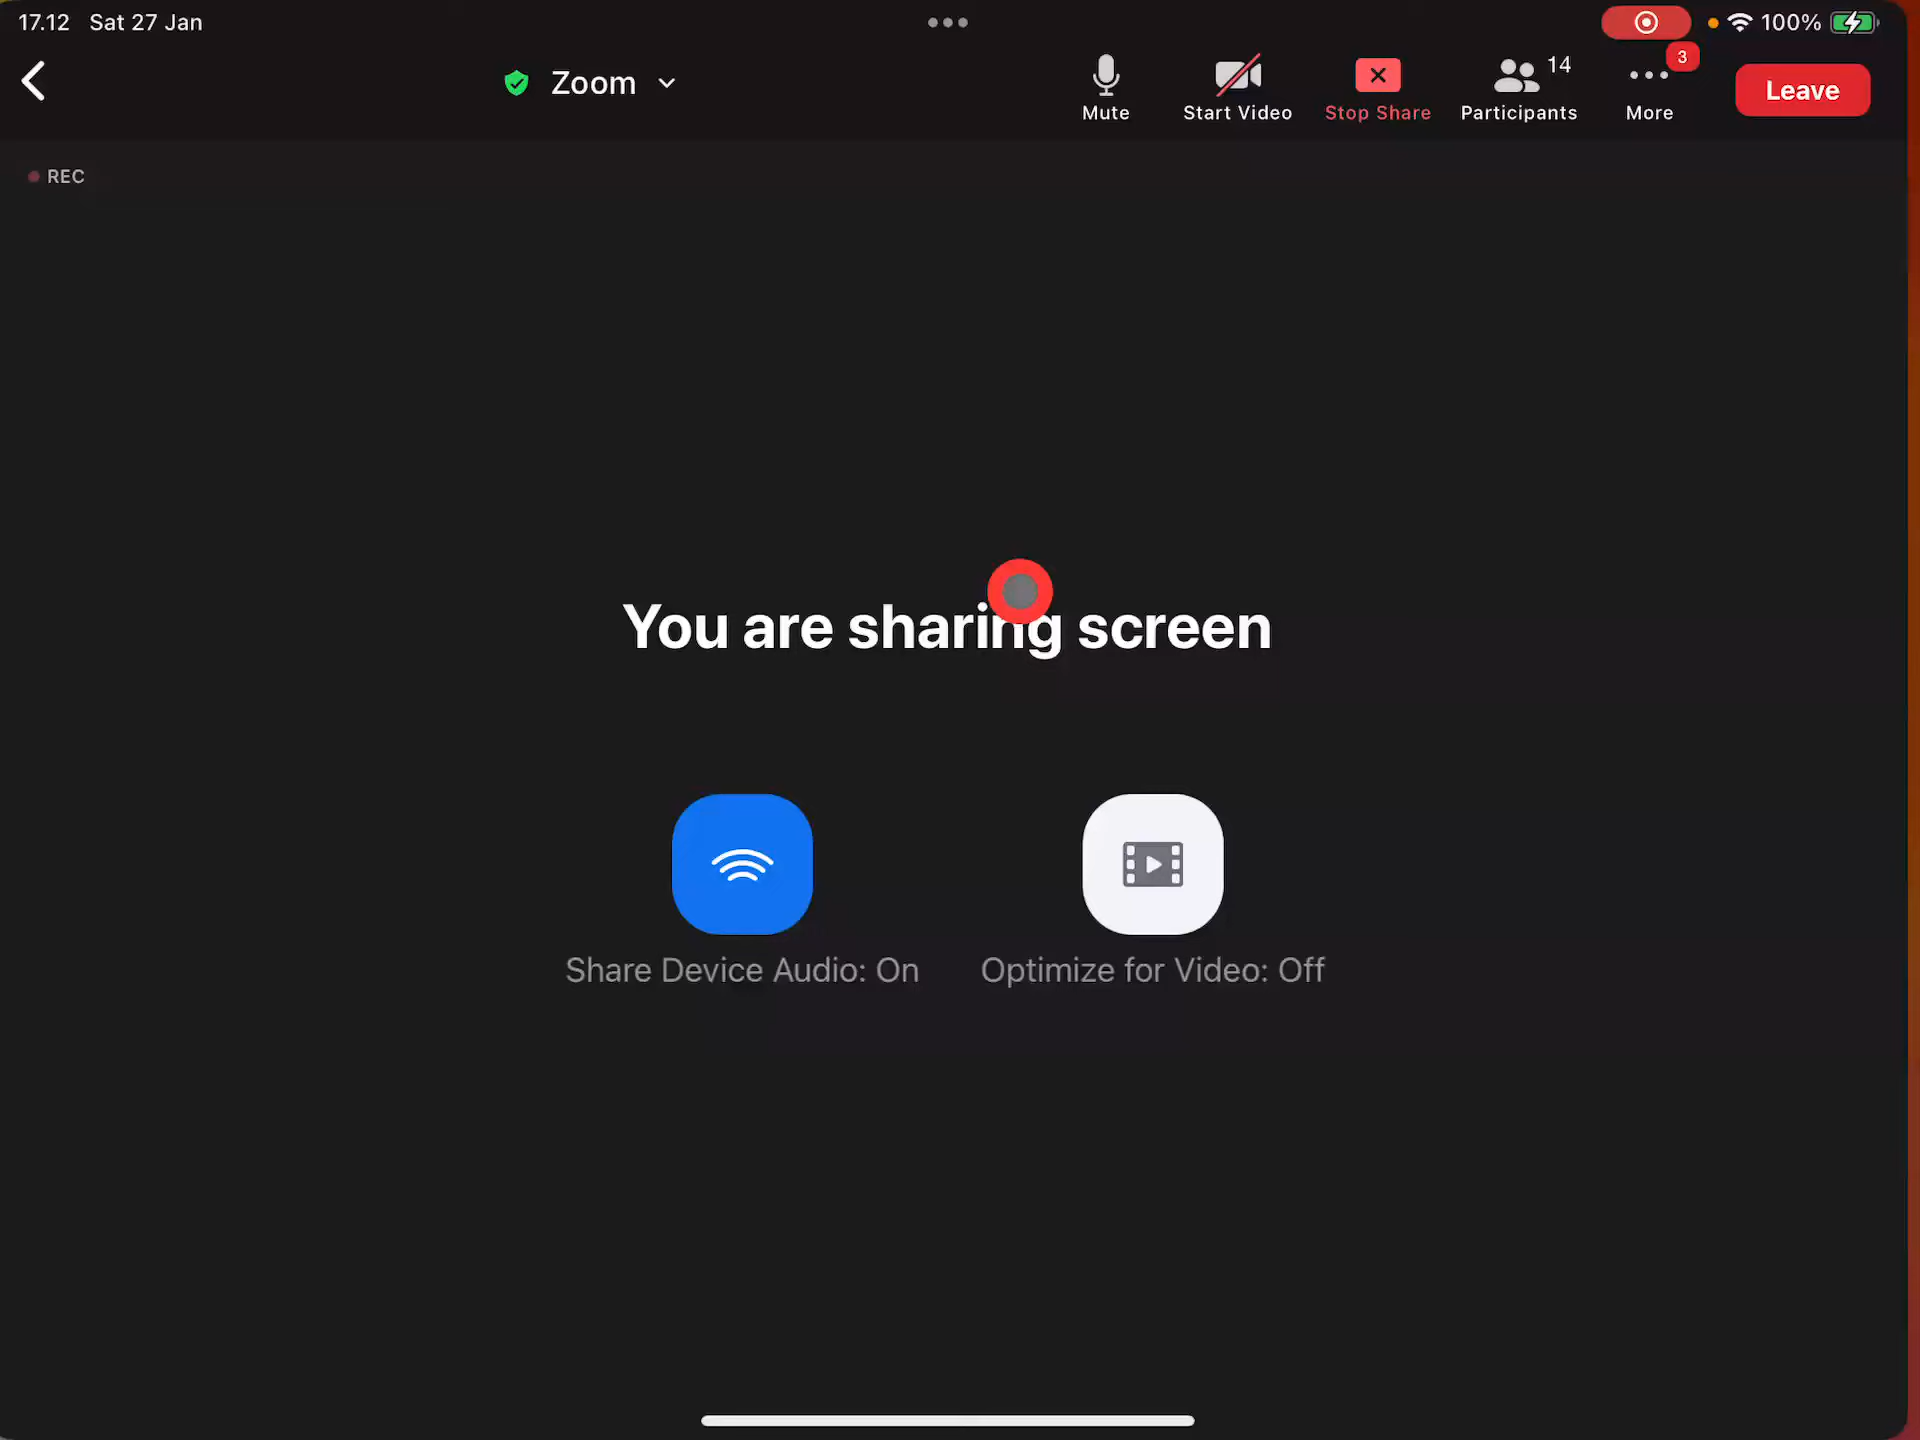 17.12 Sat 27 Jan
100%
Zoom
14
3
Mute
Start Video
Stop Share
Participants
More
Leave
REC
You are sharing screen
Share Device Audio: On
Optimize for Video: Off